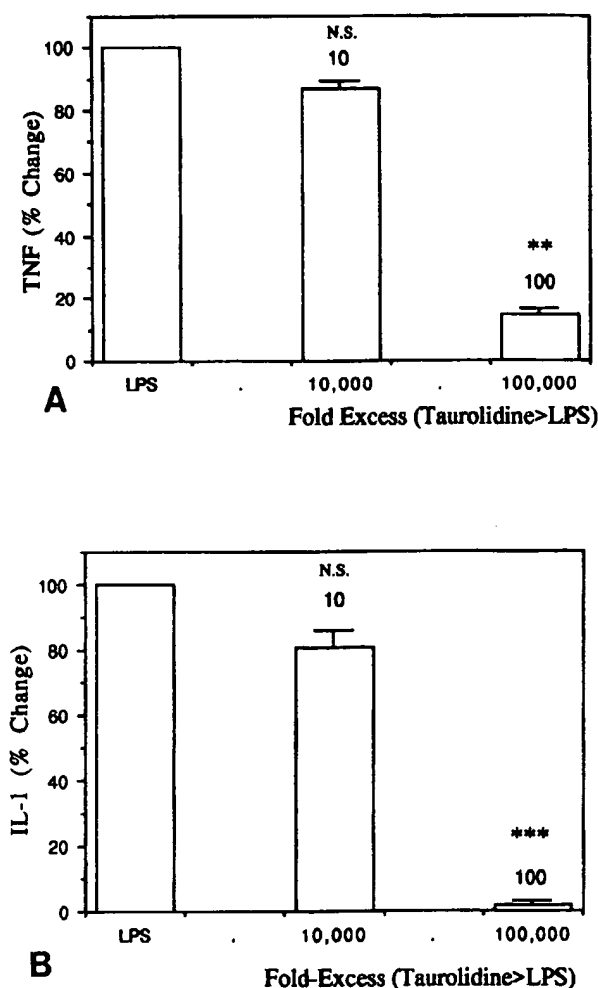 N.S.
10
100
80
60
40
20
0
TNF (% Change)
**
100
LPS
10,000
100,000
A
Fold Excess (Taurolidine>LPS)
N.S.
10
100
80
60
40
20
0
IL-1 (% Change)
***
100
LPS
10,000
100,000
B
Fold-Excess (Taurolidine>LPS)